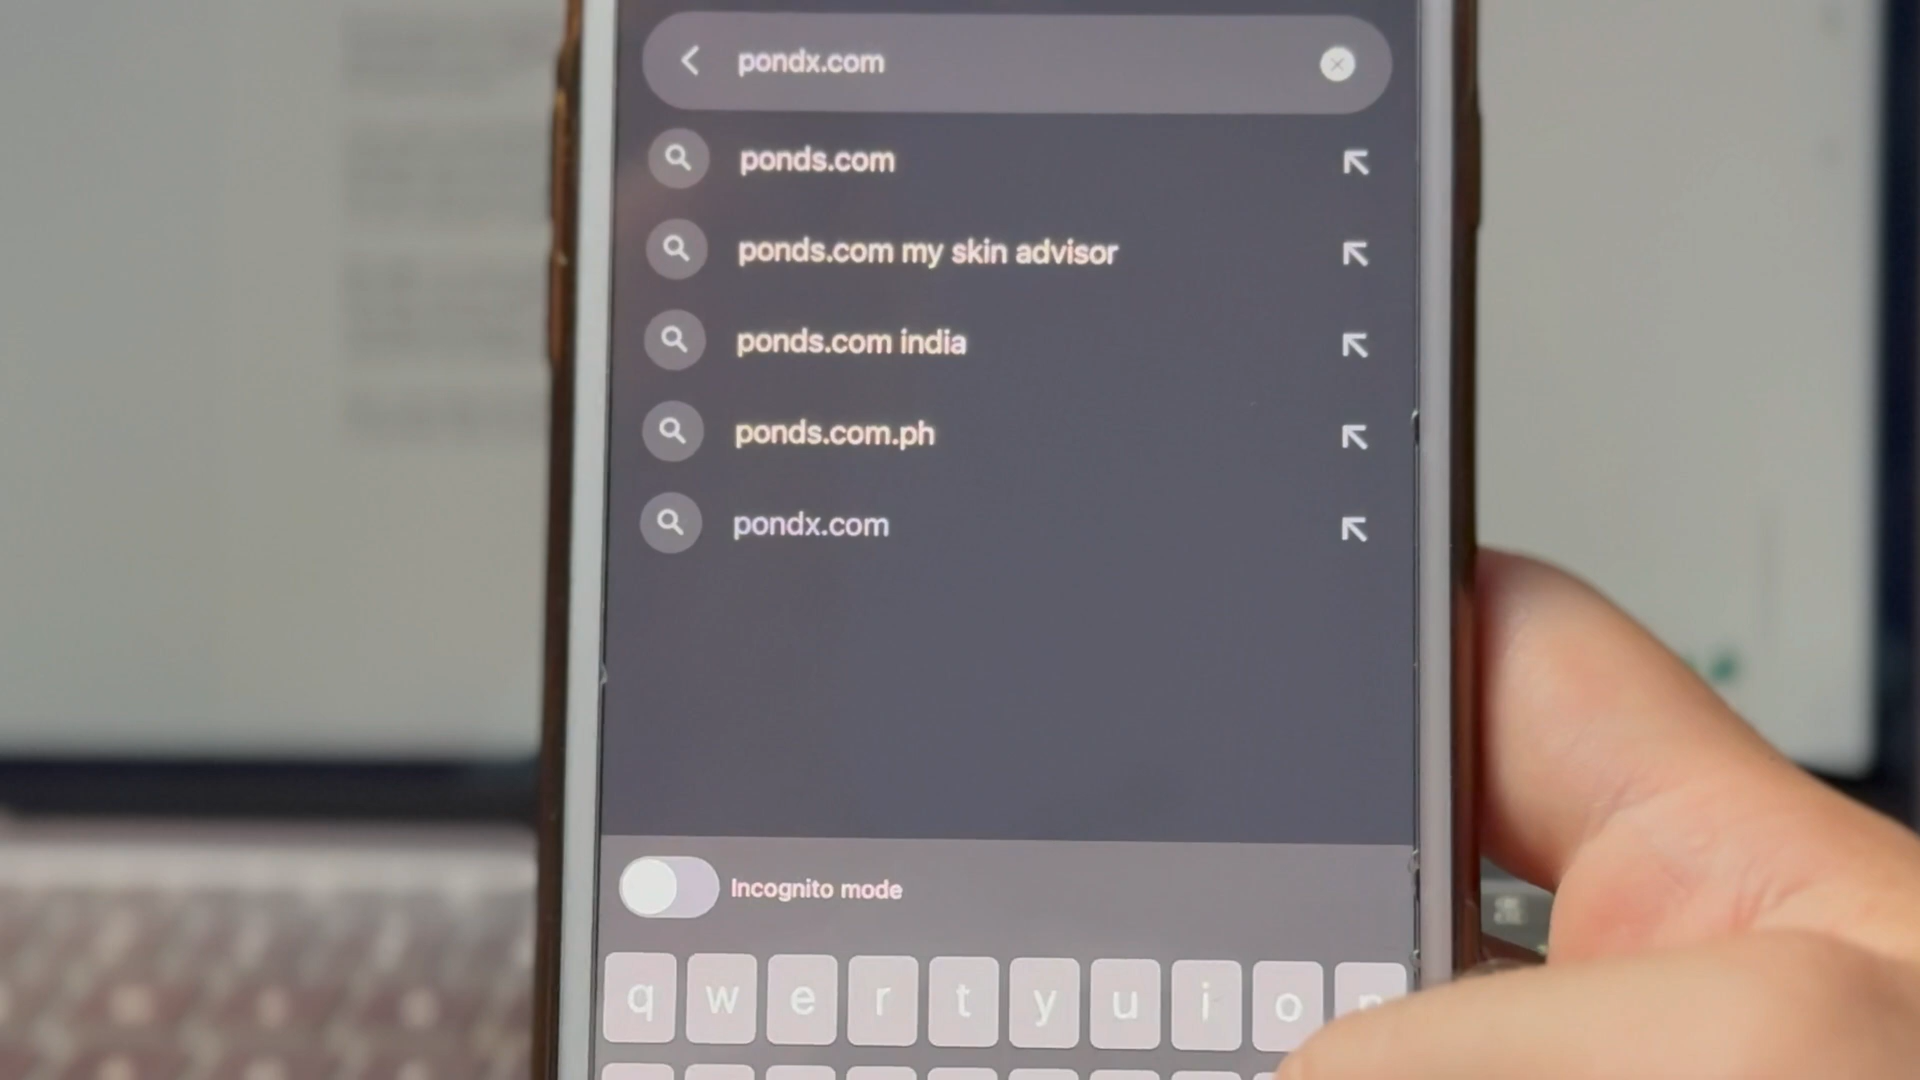 pondx.com
ponds.com
ponds.com my skin advisor
ponds.com india
ponds.com.ph
pondx.com
Incognito mode
q w e r t y u i o